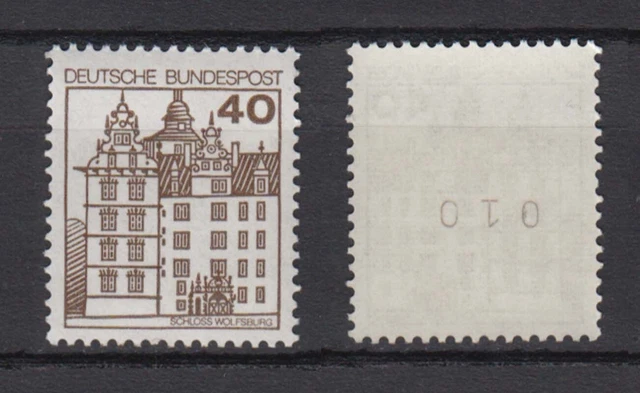 DEUTSCHE BUNDESPOST
40
SCHLOSS WOLFSBURG
010